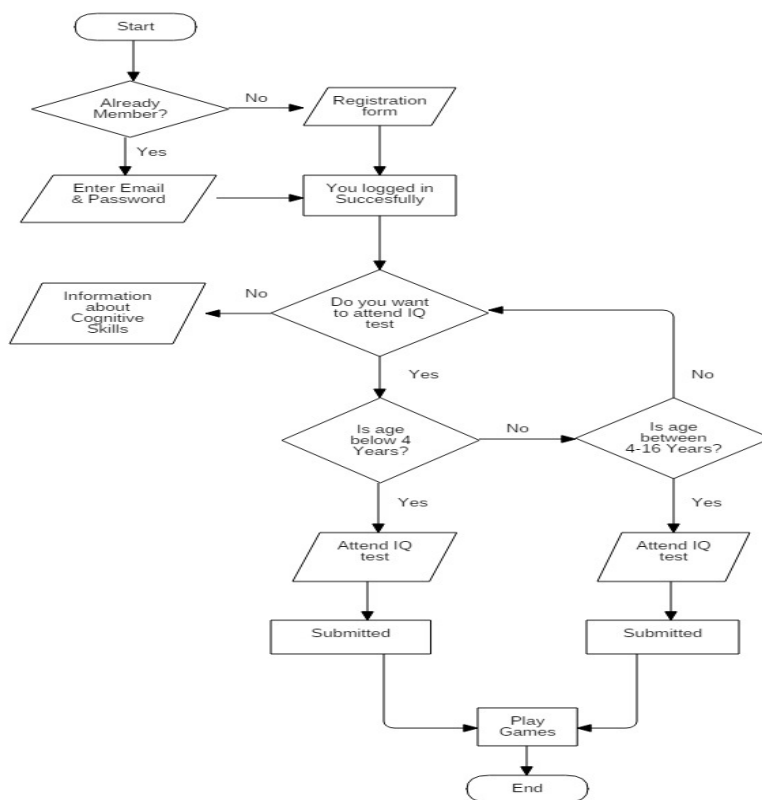 Start
Already
Member?
No
Registration
form
Yes
Enter Email
& Password
You logged in
Succesfully
Information
about
Cognitive
Skills
No
Do you want
to attend IQ
test
Yes
No
Is age
below 4
Years?
No
Is age
between
4-16 Years?
Yes
Yes
Attend IQ
test
Attend IQ
test
Submitted
Submitted
Play
Games
End